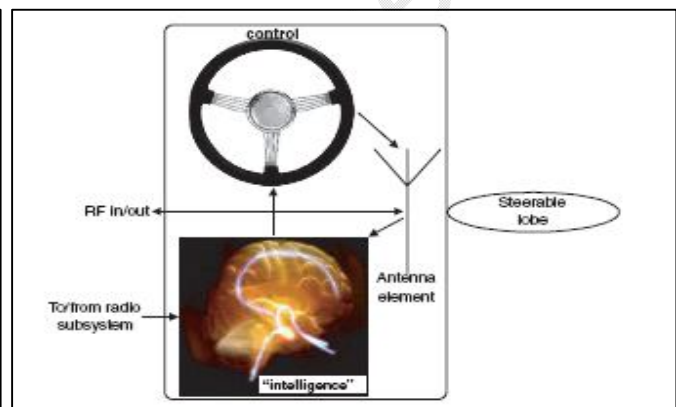 control
RF in/out
Steerable
lobe
Antenna
element
To/from radio
subsystem
"intelligence"